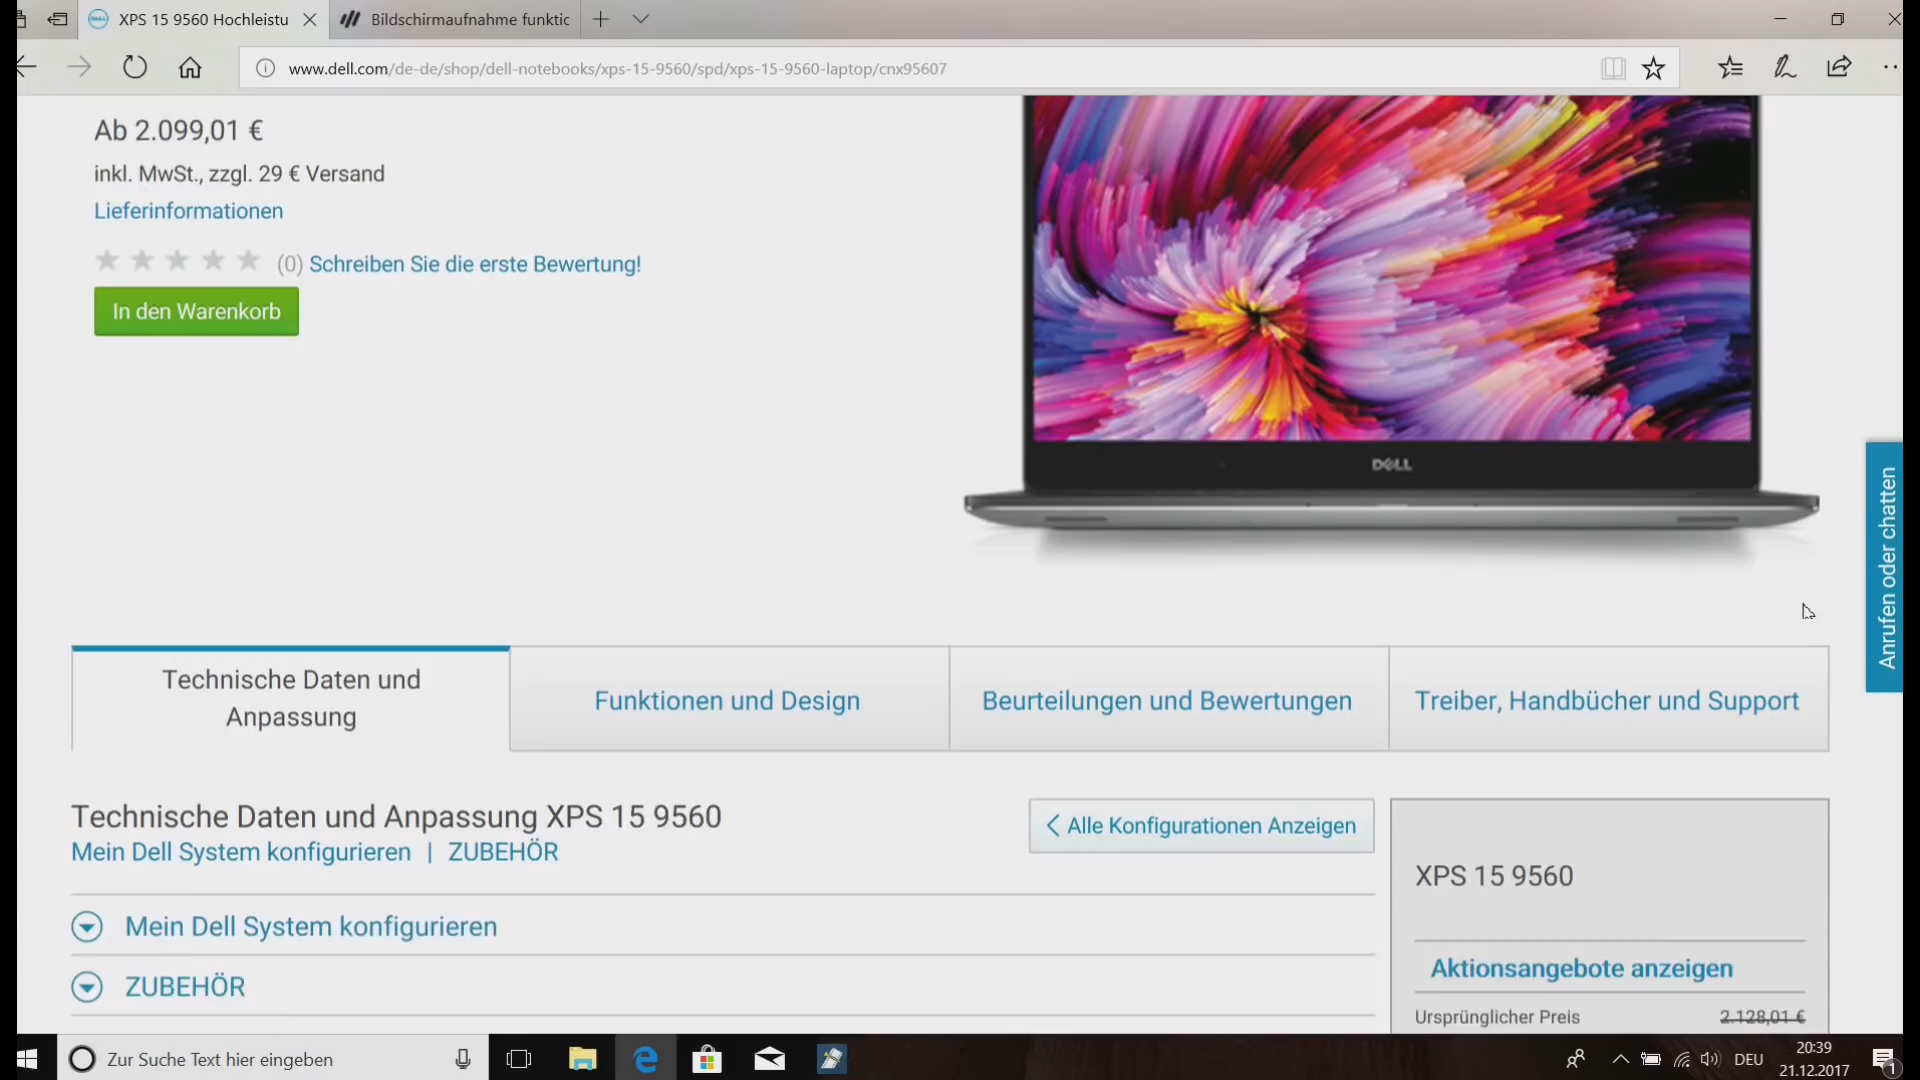 XPS 15 9560 Hochleistu
Bildschirmaufnahme funktic
www.dell.com/de-de/shop/dell-notebooks/xps-15-9560/spd/xps-15-9560-laptop/cnx95607
Ab 2.099,01 €
inkl. MwSt., zzgl. 29 € Versand
Lieferinformationen
(0) Schreiben Sie die erste Bewertung!
In den Warenkorb
DELL
Anrufen oder chatten
Technische Daten und
Anpassung
Funktionen und Design
Beurteilungen und Bewertungen
Treiber, Handbücher und Support
Technische Daten und Anpassung XPS 15 9560
Mein Dell System konfigurieren | ZUBEHÖR
Alle Konfigurationen Anzeigen
Mein Dell System konfigurieren
ZUBEHÖR
XPS 15 9560
Aktionsangebote anzeigen
Ursprünglicher Preis 2.128,01 €
Zur Suche Text hier eingeben
DEU
20:39
21.12.2017
1